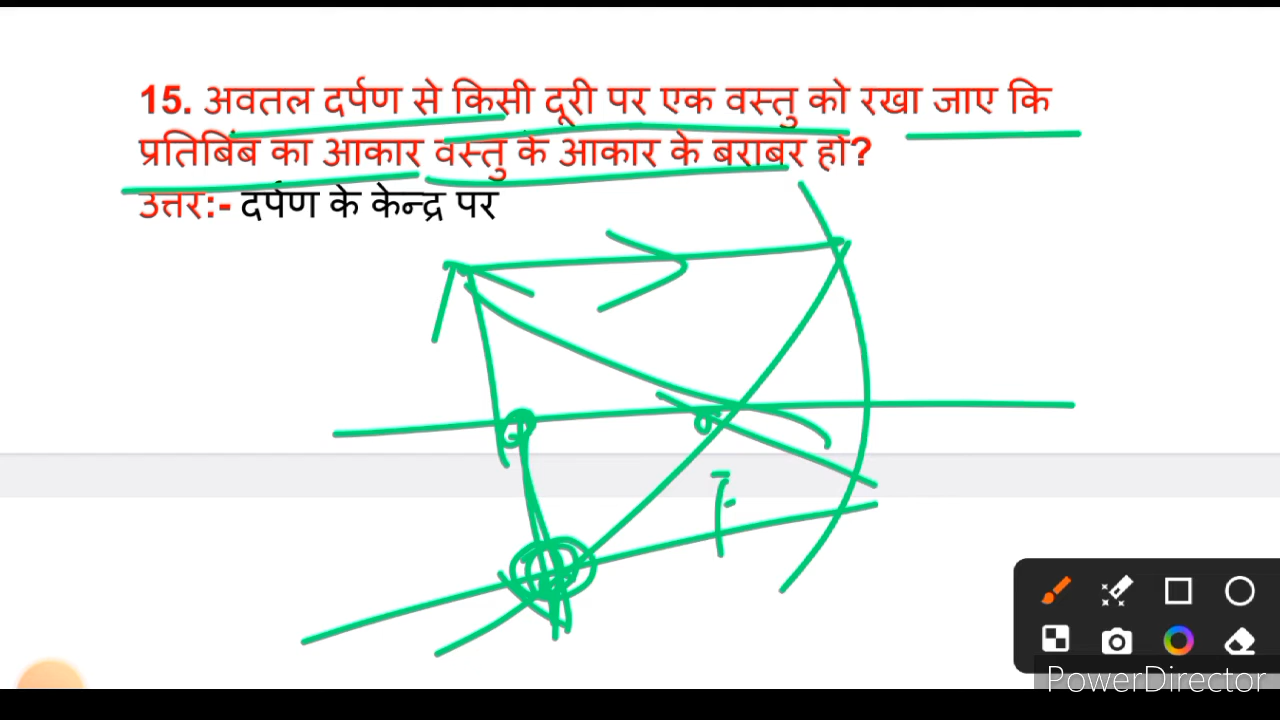 15. अवतल दर्पण से किसी दूरी पर एक वस्तु को रखा जाए कि
प्रतिबिंब का आकार वस्तु के आकार के बराबर हो?
उत्तर:- दर्पण के केन्द्र पर
F
PowerDirector